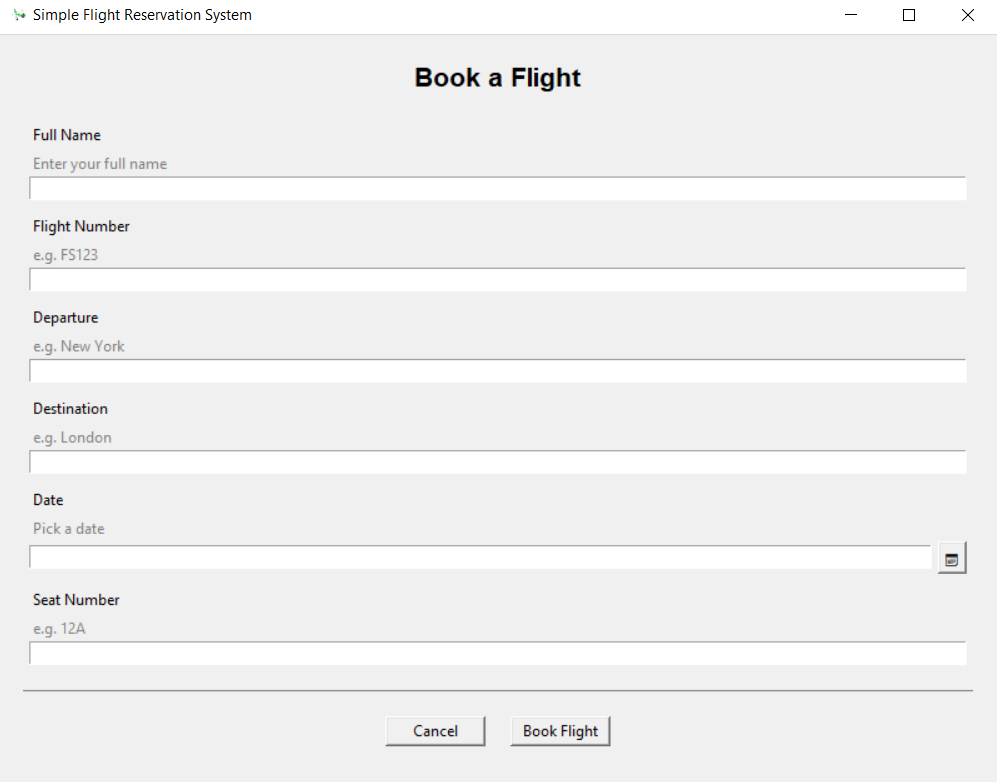 Simple Flight Reservation System
Book a Flight
Full Name
Enter your full name
Flight Number
e.g. FS123
Departure
e.g. New York
Destination
e.g. London
Date
Pick a date
Seat Number
e.g. 12A
Cancel Book Flight